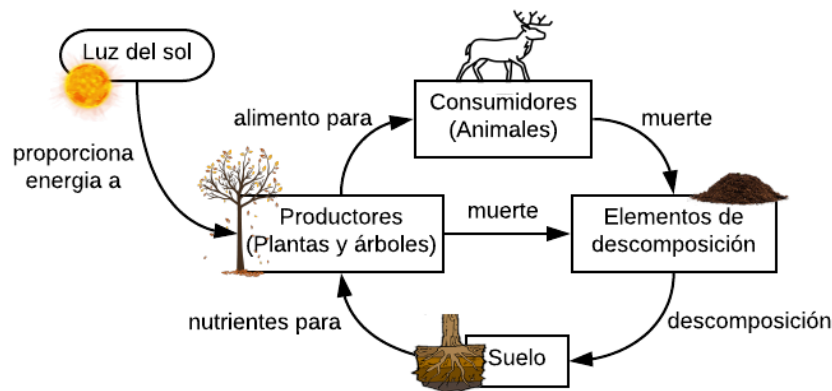 Luz del sol
proporciona
energia a
alimento para
Consumidores
(Animales)
muerte
Productores
(Plantas y árboles)
muerte
Elementos de
descomposición
nutrientes para
Suelo
descomposición